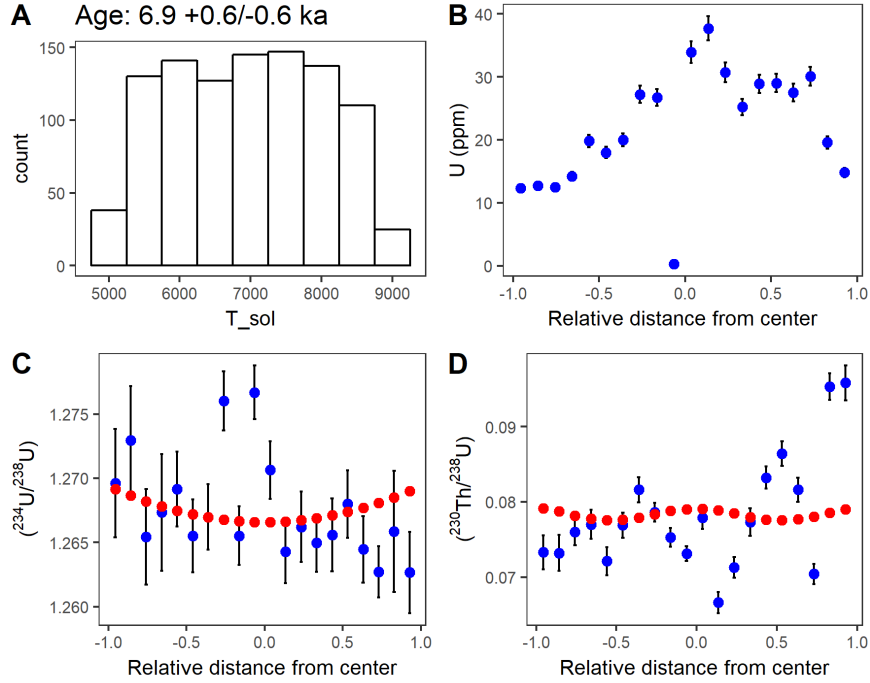 A Age: 6.9 +0.6/-0.6 ka
150
100
50
0
count
5000 6000 7000 8000 9000
T_sol
B
40
30
20
10
0
U (ppm)
-1.0 -0.5 0.0 0.5 1.0
Relative distance from center
C
1.275
1.270
1.265
1.260
(²³⁴U/²³⁸U)
-1.0 -0.5 0.0 0.5 1.0
Relative distance from center
D
0.09
0.08
0.07
(²³⁰Th/²³⁸U)
-1.0 -0.5 0.0 0.5 1.0
Relative distance from center